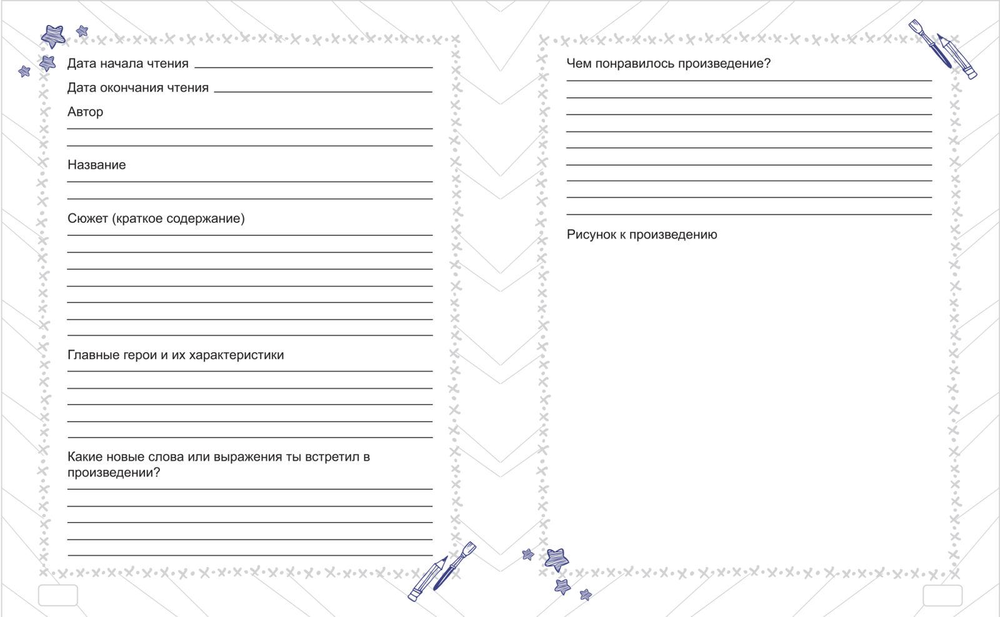 Дата начала чтения
Дата окончания чтения
Автор
Название
Сюжет (краткое содержание)
Главные герои и их характеристики
Какие новые слова или выражения ты встретил в
произведении?
Чем понравилось произведение?
Рисунок к произведению